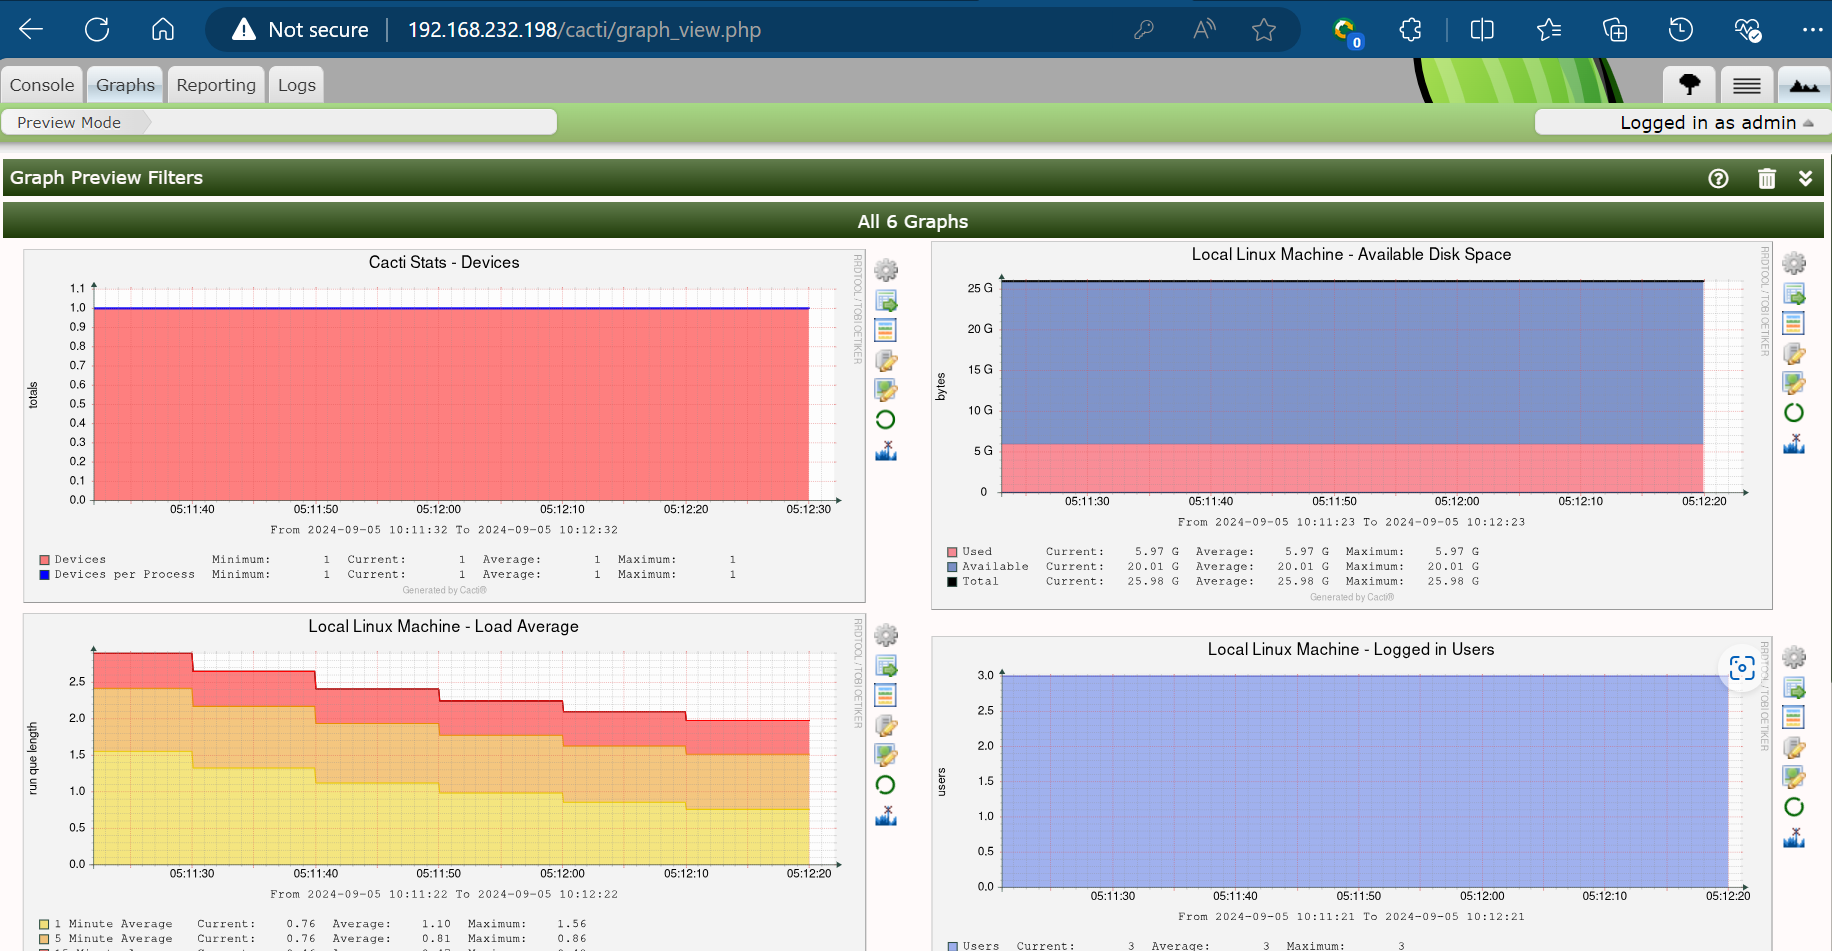 Not secure
192.168.232.198/cacti/graph_view.php
0
Console
Graphs
Reporting
Logs
Preview Mode
Logged in as admin
Graph Preview Filters
All 6 Graphs
Cacti Stats - Devices
RRDTOOL / TOBI OETIKER
totals
1.1
1.0
0.9
0.8
0.7
0.6
0.5
0.4
0.3
0.2
0.1
0.0
05:11:40 05:11:50 05:12:00 05:12:10 05:12:20 05:12:30
From 2024-09-05 10:11:32 To 2024-09-05 10:12:32
Devices Minimum: 1 Current: 1 Average: 1 Maximum: 1
Devices per Process Minimum: 1 Current: 1 Average: 1 Maximum: 1
Generated by Cacti®
Local Linux Machine - Available Disk Space
RRDTOOL / TOBI OETIKER
bytes
25 G
20 G
15 G
10 G
5 G
0
05:11:30 05:11:40 05:11:50 05:12:00 05:12:10 05:12:20
From 2024-09-05 10:11:23 To 2024-09-05 10:12:23
Used Current: 5.97 G Average: 5.97 G Maximum: 5.97 G
Available Current: 20.01 G Average: 20.01 G Maximum: 20.01 G
Total Current: 25.98 G Average: 25.98 G Maximum: 25.98 G
Generated by Cacti®
Local Linux Machine - Load Average
RRDTOOL / TOBI OETIKER
run que length
2.5
2.0
1.5
1.0
0.5
0.0
05:11:30 05:11:40 05:11:50 05:12:00 05:12:10 05:12:20
From 2024-09-05 10:11:22 To 2024-09-05 10:12:22
1 Minute Average Current: 0.76 Average: 1.10 Maximum: 1.56
5 Minute Average Current: 0.76 Average: 0.81 Maximum: 0.86
Local Linux Machine - Logged in Users
RRDTOOL / TOBI OETIKER
users
3.0
2.5
2.0
1.5
1.0
0.5
0.0
05:11:30 05:11:40 05:11:50 05:12:00 05:12:10 05:12:20
From 2024-09-05 10:11:21 To 2024-09-05 10:12:21
Users Current: 3 Average: 3 Maximum: 3